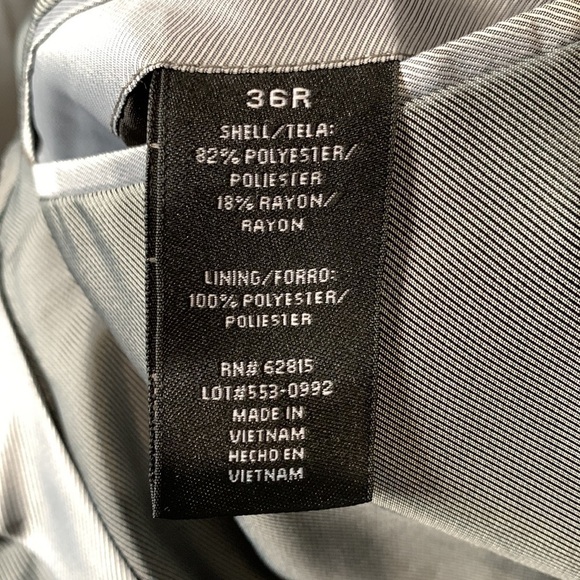 36R
SHELL/TELA:
82% POLYESTER/
POLIESTER
18% RAYON/
RAYON
LINING/FORRO:
100% POLYESTER/
POLIESTER
RN# 62815
LOT#553-0992
MADE IN
VIETNAM
HECHO EN
VIETNAM